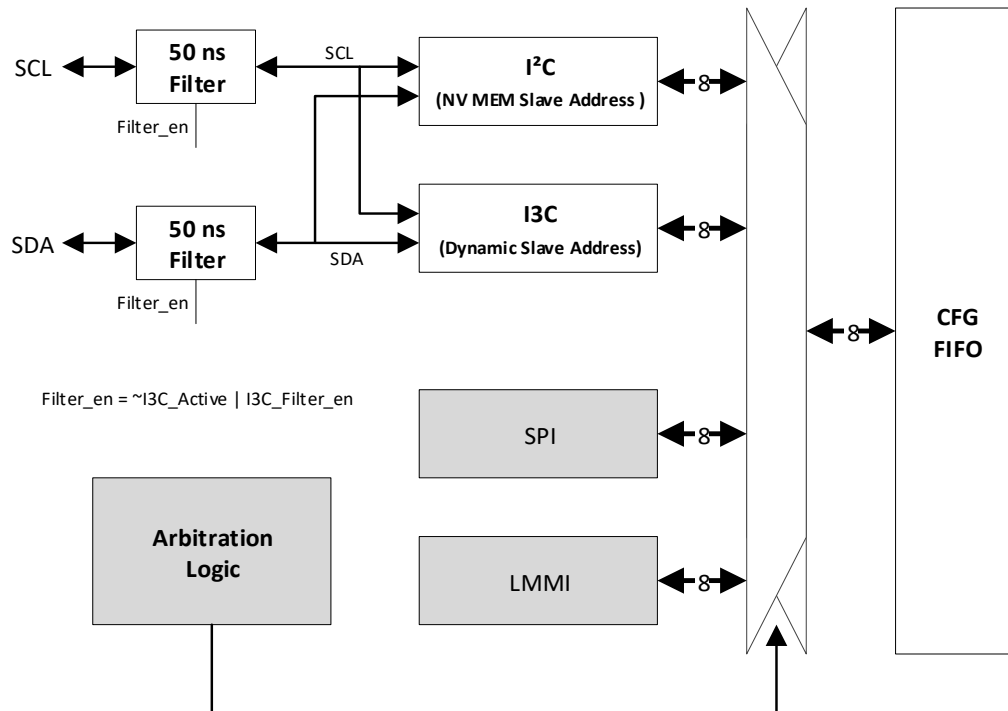 SCL
50 ns
Filter
SCL
I²C
(NV MEM Slave Address )
8
Filter_en
SDA
50 ns
Filter
SDA
I3C
(Dynamic Slave Address)
8
Filter_en
8
CFG
FIFO
Filter_en = ~I3C_Active | I3C_Filter_en
SPI
8
Arbitration
Logic
LMMI
8